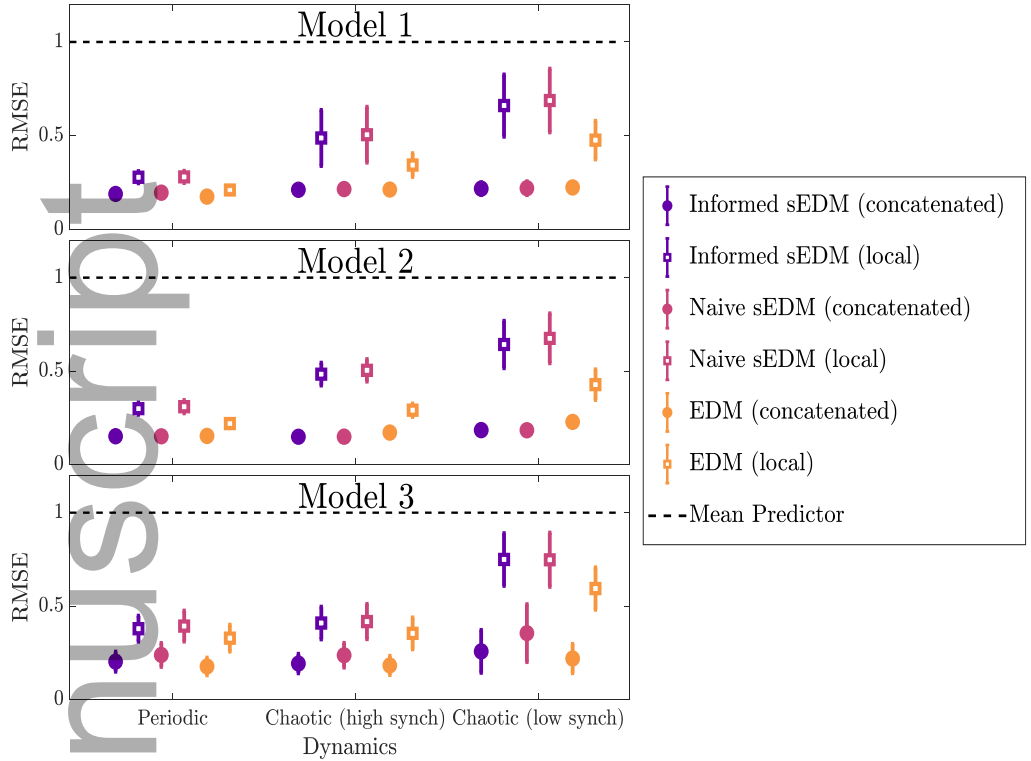 Model 1
1
0.5
0
RMSE
Model 2
1
0.5
0
RMSE
Model 3
1
0.5
0
RMSE
Periodic
Chaotic (high synch)
Chaotic (low synch)
Dynamics
Informed sEDM (concatenated)
Informed sEDM (local)
Naive sEDM (concatenated)
Naive sEDM (local)
EDM (concatenated)
EDM (local)
Mean Predictor
nuscript